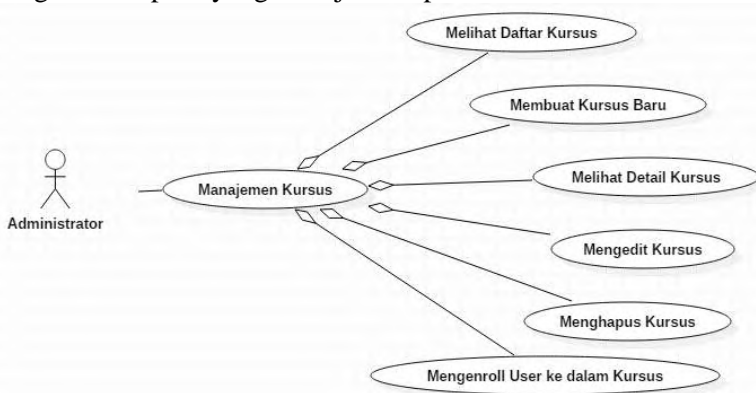 Melihat Daftar Kursus
Membuat Kursus Baru
Manajemen Kursus
Melihat Detail Kursus
Administrator
Mengedit Kursus
Menghapus Kursus
Mengenroll User ke dalam Kursus